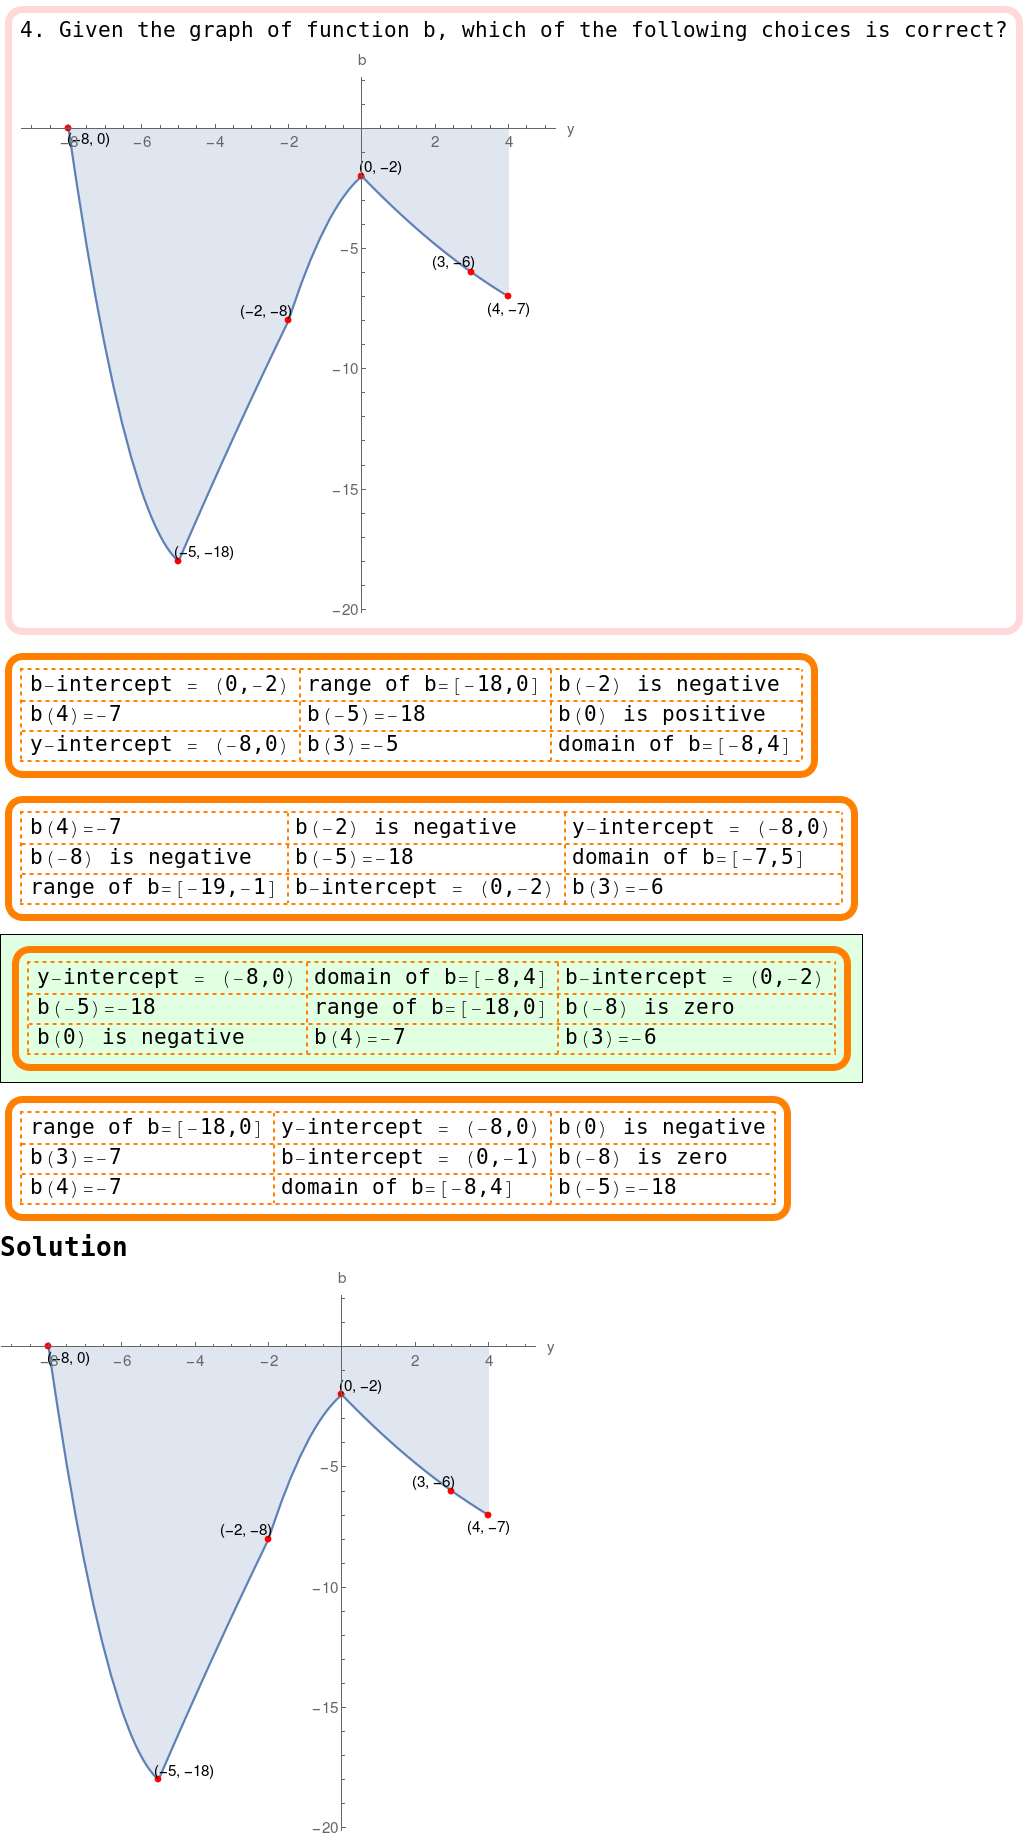 4. Given the graph of function b, which of the following choices is correct?
b
y
(−8, 0)
−8 −6 −4 −2 2 4
(0, −2)
−5
(3, −6)
(4, −7)
(−2, −8)
−10
−15
(−5, −18)
−20
b-intercept = (0,-2) range of b=[-18,0] b(-2) is negative
b(4)=-7 b(-5)=-18 b(0) is positive
y-intercept = (-8,0) b(3)=-5 domain of b=[-8,4]
b(4)=-7 b(-2) is negative y-intercept = (-8,0)
b(-8) is negative b(-5)=-18 domain of b=[-7,5]
range of b=[-19,-1] b-intercept = (0,-2) b(3)=-6
y-intercept = (-8,0) domain of b=[-8,4] b-intercept = (0,-2)
b(-5)=-18 range of b=[-18,0] b(-8) is zero
b(0) is negative b(4)=-7 b(3)=-6
range of b=[-18,0] y-intercept = (-8,0) b(0) is negative
b(3)=-7 b-intercept = (0,-1) b(-8) is zero
b(4)=-7 domain of b=[-8,4] b(-5)=-18
Solution
b
y
(−8, 0)
−8 −6 −4 −2 2 4
(0, −2)
−5
(3, −6)
(4, −7)
(−2, −8)
−10
−15
(−5, −18)
−20